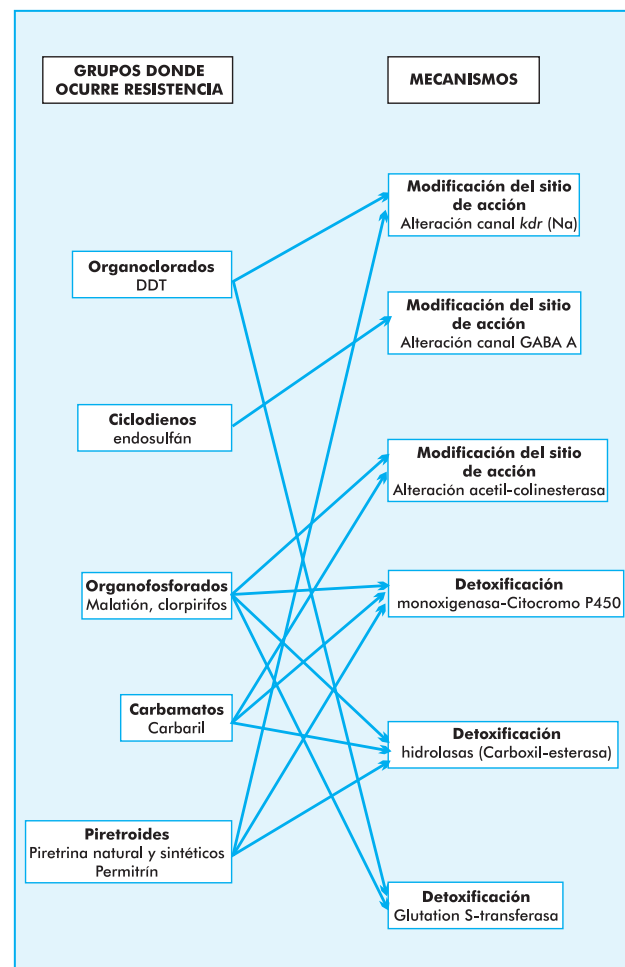 GRUPOS DONDE
OCURRE RESISTENCIA
MECANISMOS
Organoclorados
DDT
Ciclodienos
endosulfán
Organofosforados
Malatión, clorpirifos
Carbamatos
Carbaril
Piretroides
Piretrina natural y sintéticos
Permitrín
Modificación del sitio
de acción
Alteración canal kdr (Na)
Modificación del sitio
de acción
Alteración canal GABA A
Modificación del sitio
de acción
Alteración acetil-colinesterasa
Detoxificación
monoxigenasa-Citocromo P450
Detoxificación
hidrolasas (Carboxil-esterasa)
Detoxificación
Glutation S-transferasa